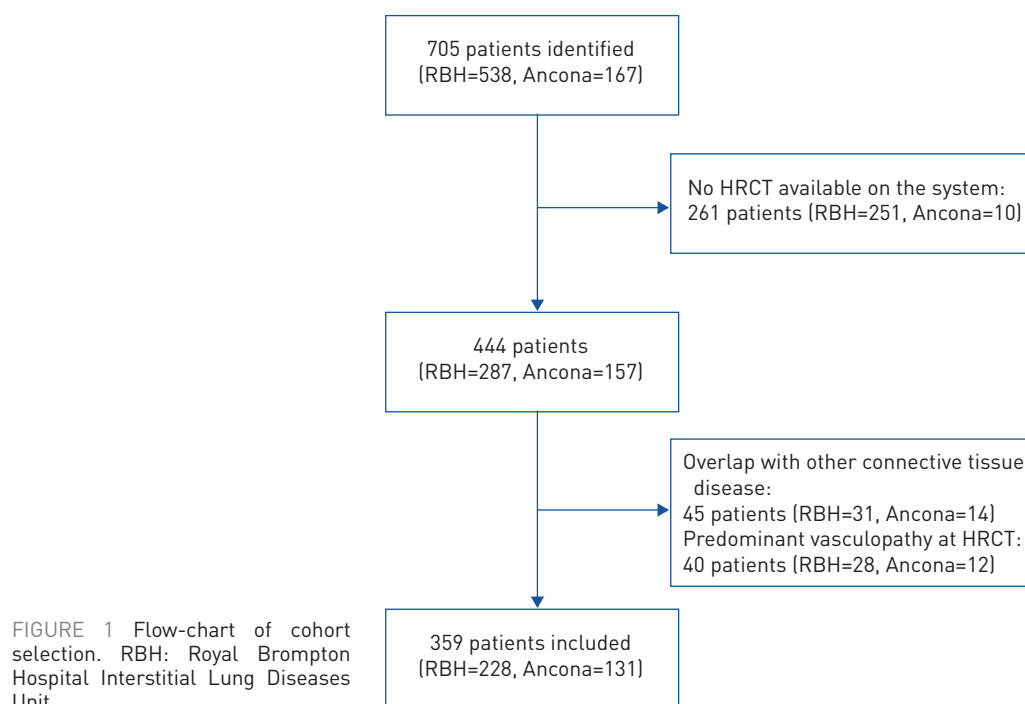 705 patients identified
(RBH=538, Ancona=167)
No HRCT available on the system:
261 patients (RBH=251, Ancona=10)
444 patients
(RBH=287, Ancona=157)
Overlap with other connective tissue
disease:
45 patients (RBH=31, Ancona=14)
Predominant vasculopathy at HRCT:
40 patients (RBH=28, Ancona=12)
359 patients included
(RBH=228, Ancona=131)
FIGURE 1 Flow-chart of cohort
selection. RBH: Royal Brompton
Hospital Interstitial Lung Diseases
Unit